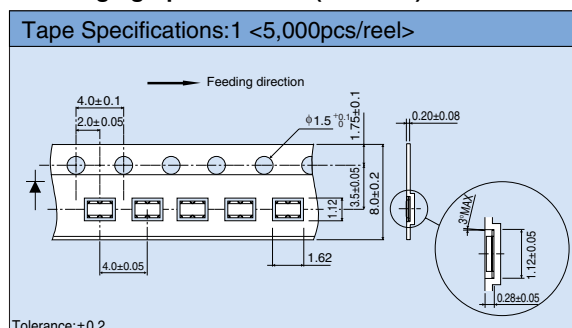 Tape Specifications:1 <5,000pcs/reel>
Feeding direction
4.0±0.1
2.0±0.05
φ1.5 +0.1 0
1.75±0.1
0.20±0.08
3.5±0.05
8.0±0.2
1.12
4.0±0.05
1.62
3°MAX
1.12±0.05
0.28±0.05
Tolerance:±0.2